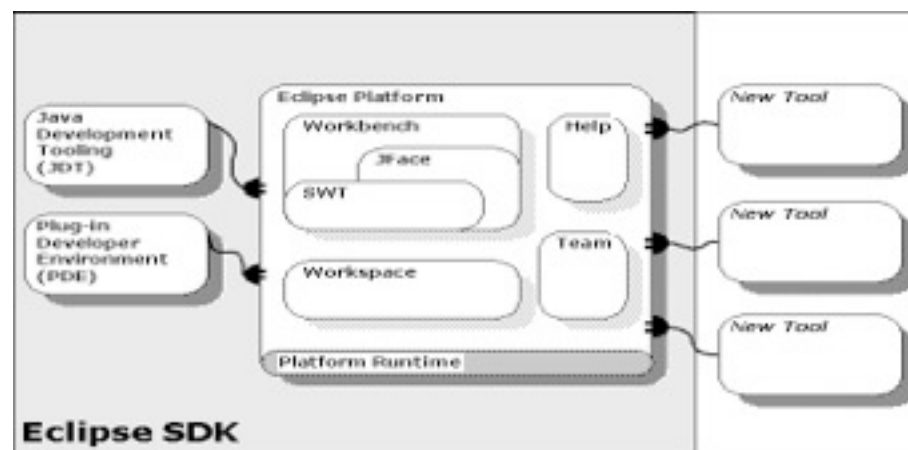 Eclipse Platform
Java
Development
Tooling
(JDT)
Plug-in
Developer
Environment
(PDE)
Workbench
JFace
SWT
Workspace
Help
Team
Platform Runtime
New Tool
New Tool
New Tool
Eclipse SDK